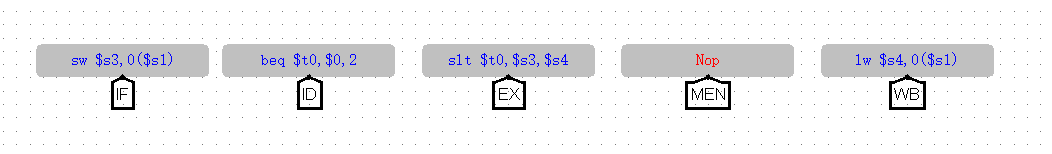 sw $s3,0($s1) beq $t0,$0,2 slt $t0,$s3,$s4 Nop lw $s4,0($s1)
IF ID EX MEN WB